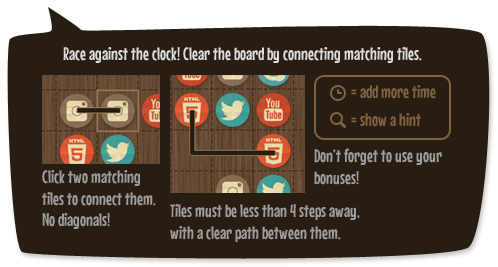 Race against the clock! Clear the board by connecting matching tiles.
You
Tube
HTML
5
HTML
5
You
Tube
HTML
5
Click two matching
tiles to connect them.
No diagonals!
Tiles must be less than 4 steps away,
with a clear path between them.
= add more time
= show a hint
Don't forget to use your
bonuses!